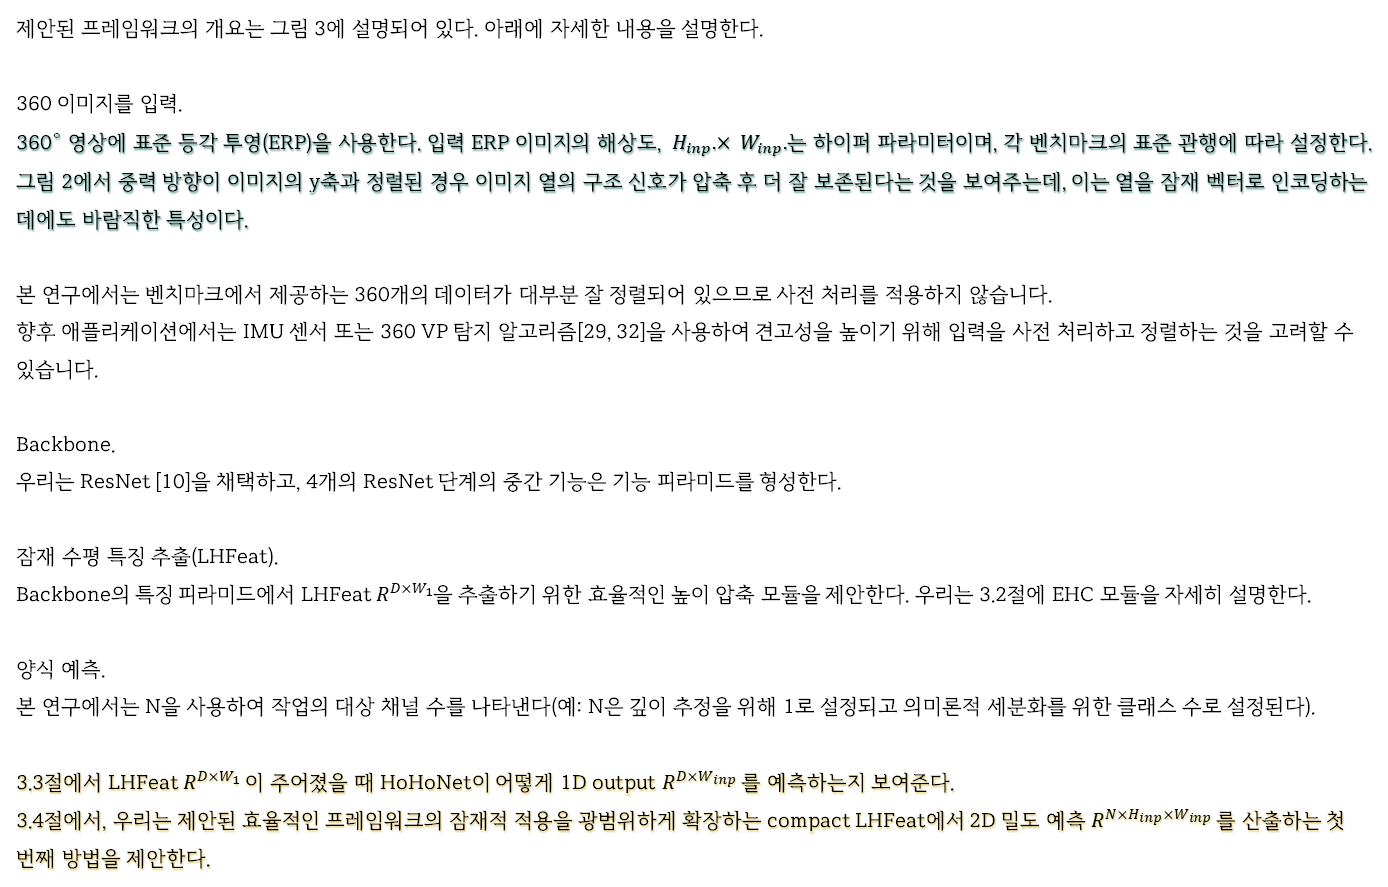 제안된 프레임워크의 개요는 그림 3에 설명되어 있다. 아래에 자세한 내용을 설명한다.
360 이미지를 입력.
360° 영상에 표준 등각 투영(ERP)을 사용한다. 입력 ERP 이미지의 해상도, H_inp.× W_inp.는 하이퍼 파라미터이며, 각 벤치마크의 표준 관행에 따라 설정한다.
그림 2에서 중력 방향이 이미지의 y축과 정렬된 경우 이미지 열의 구조 신호가 압축 후 더 잘 보존된다는 것을 보여주는데, 이는 열을 잠재 벡터로 인코딩하는
데에도 바람직한 특성이다.
본 연구에서는 벤치마크에서 제공하는 360개의 데이터가 대부분 잘 정렬되어 있으므로 사전 처리를 적용하지 않습니다.
향후 애플리케이션에서는 IMU 센서 또는 360 VP 탐지 알고리즘[29, 32]을 사용하여 견고성을 높이기 위해 입력을 사전 처리하고 정렬하는 것을 고려할 수
있습니다.
Backbone.
우리는 ResNet [10]을 채택하고, 4개의 ResNet 단계의 중간 기능은 기능 피라미드를 형성한다.
잠재 수평 특징 추출(LHFeat).
Backbone의 특징 피라미드에서 LHFeat R^{D×W_1}을 추출하기 위한 효율적인 높이 압축 모듈을 제안한다. 우리는 3.2절에 EHC 모듈을 자세히 설명한다.
양식 예측.
본 연구에서는 N을 사용하여 작업의 대상 채널 수를 나타낸다(예: N은 깊이 추정을 위해 1로 설정되고 의미론적 세분화를 위한 클래스 수로 설정된다).
3.3절에서 LHFeat R^{D×W_1} 이 주어졌을 때 HoHoNet이 어떻게 1D output R^{D×W_inp} 를 예측하는지 보여준다.
3.4절에서, 우리는 제안된 효율적인 프레임워크의 잠재적 적용을 광범위하게 확장하는 compact LHFeat에서 2D 밀도 예측 R^{N×H_inp×W_inp} 를 산출하는 첫
번째 방법을 제안한다.